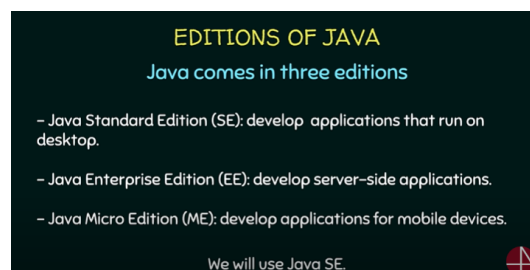 EDITIONS OF JAVA
Java comes in three editions
- Java Standard Edition (SE): develop applications that run on
desktop.
- Java Enterprise Edition (EE): develop server-side applications.
- Java Micro Edition (ME): develop applications for mobile devices.
We will use Java SE.